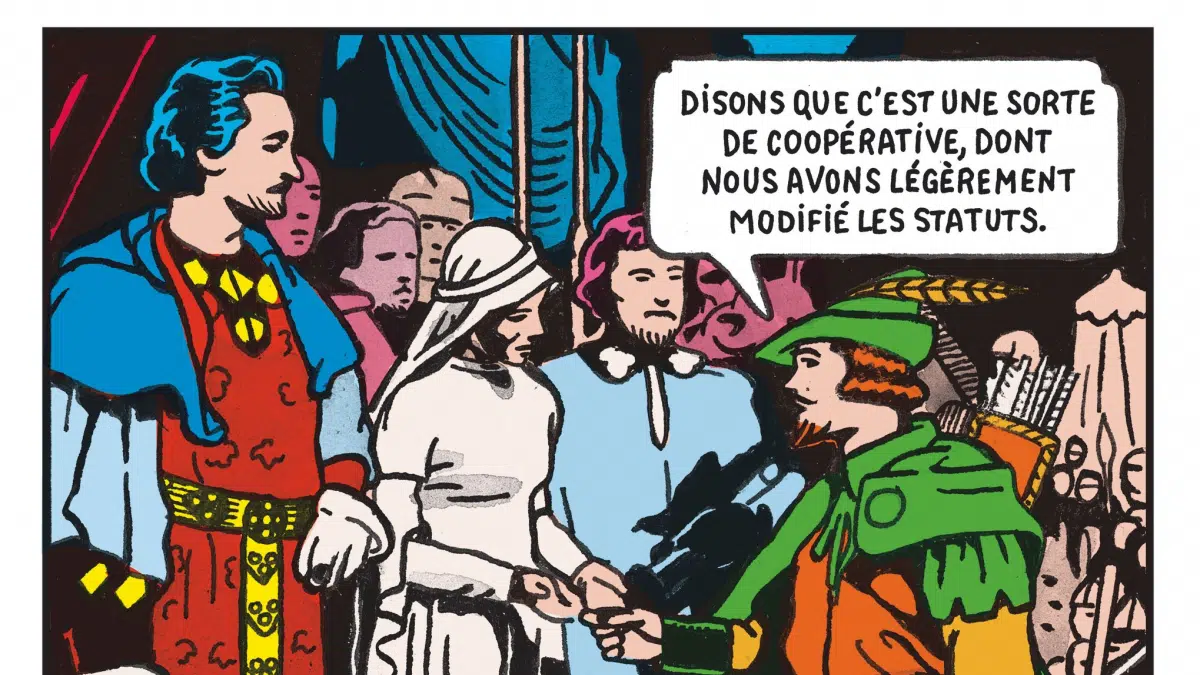 DISONS QUE C'EST UNE SORTE
DE COOPÉRATIVE, DONT
NOUS AVONS LÉGÈREMENT
MODIFIÉ LES STATUTS.